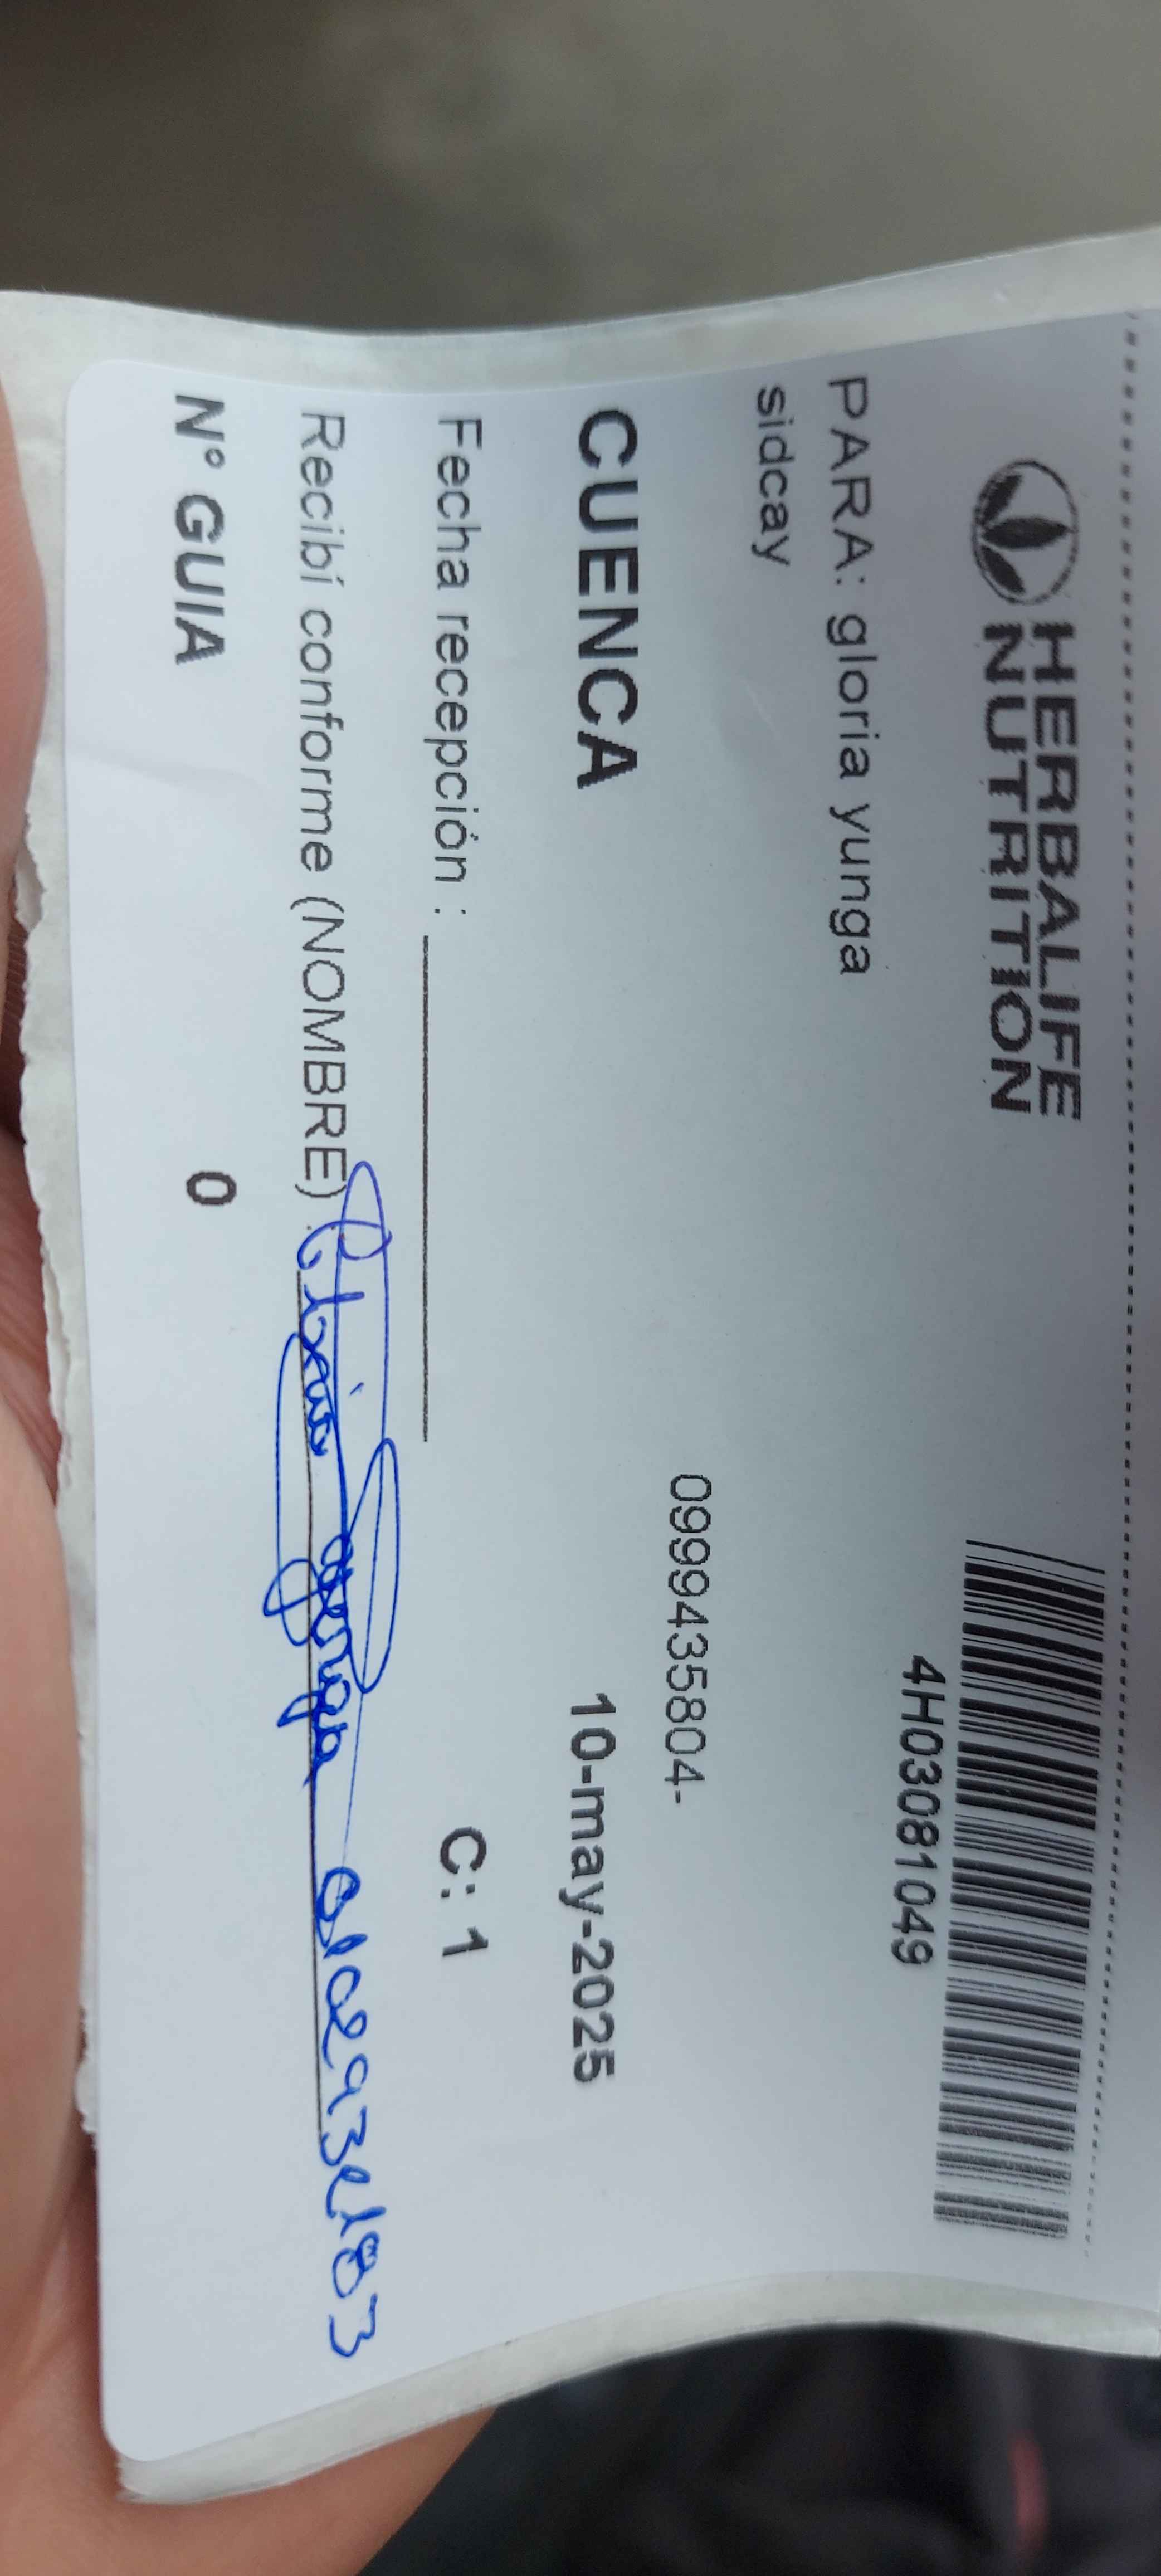 HERBALIFE
NUTRITION
4H03081049
PARA: gloria yunga
sidcay
0999435804-
CUENCA 10-may-2025
Fecha recepción : C: 1
Recibí conforme (NOMBRE)
N° GUIA 0